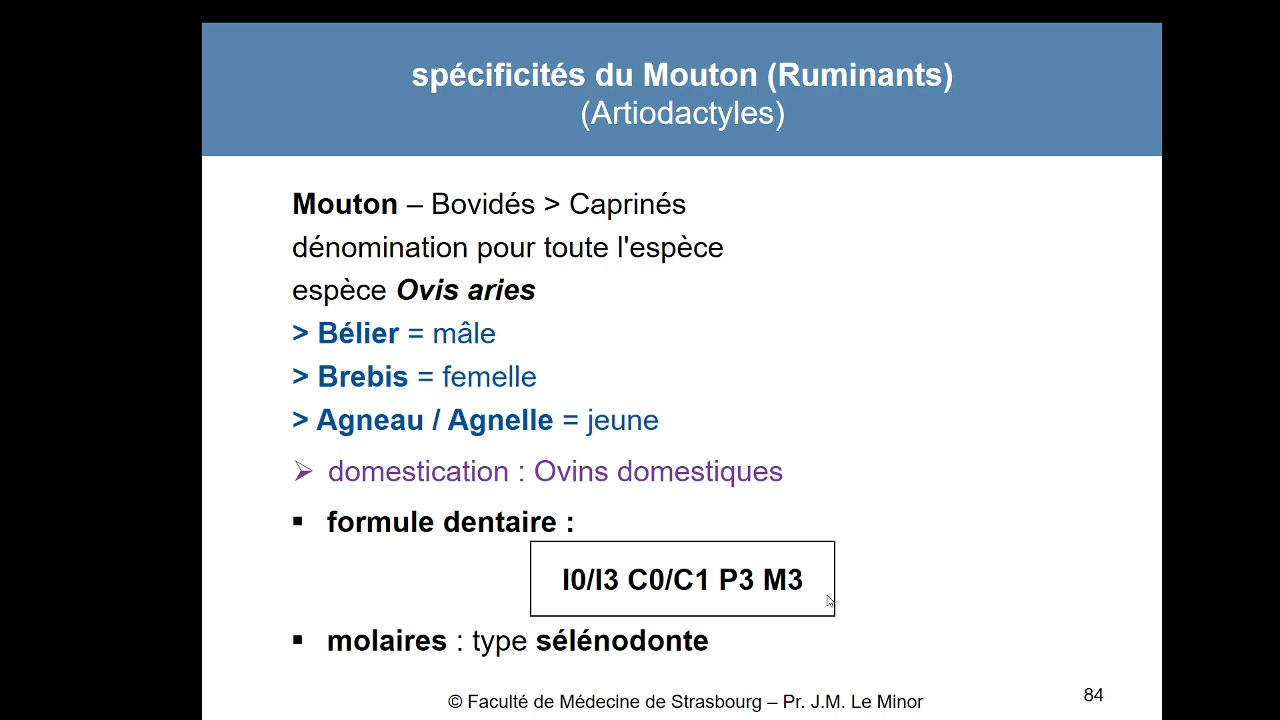 spécificités du Mouton (Ruminants)
(Artiodactyles)
Mouton – Bovidés > Caprinés
dénomination pour toute l'espèce
espèce Ovis aries
> Bélier = mâle
> Brebis = femelle
> Agneau / Agnelle = jeune
➢ domestication : Ovins domestiques
▪ formule dentaire :
I0/I3 C0/C1 P3 M3
▪ molaires : type sélénodonte
© Faculté de Médecine de Strasbourg – Pr. J.M. Le Minor
84